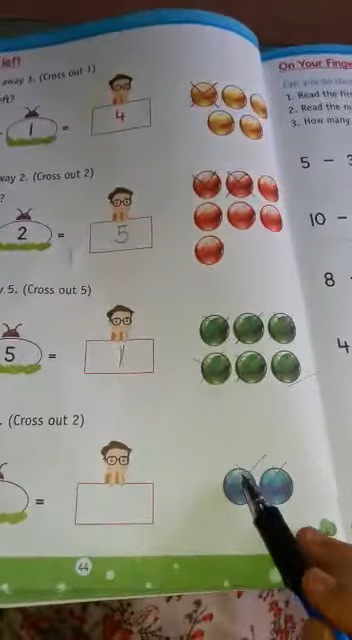 left
On Your Finge
away 1. (Cross out 1)
eft?
1 = 4
1. Read the
2. Read the n
3. How many
5 - 3
way 2. (Cross out 2)
?
2 = 5
10 -
y 5. (Cross out 5)
8 -
5 = 1
4
. (Cross out 2)
=
44